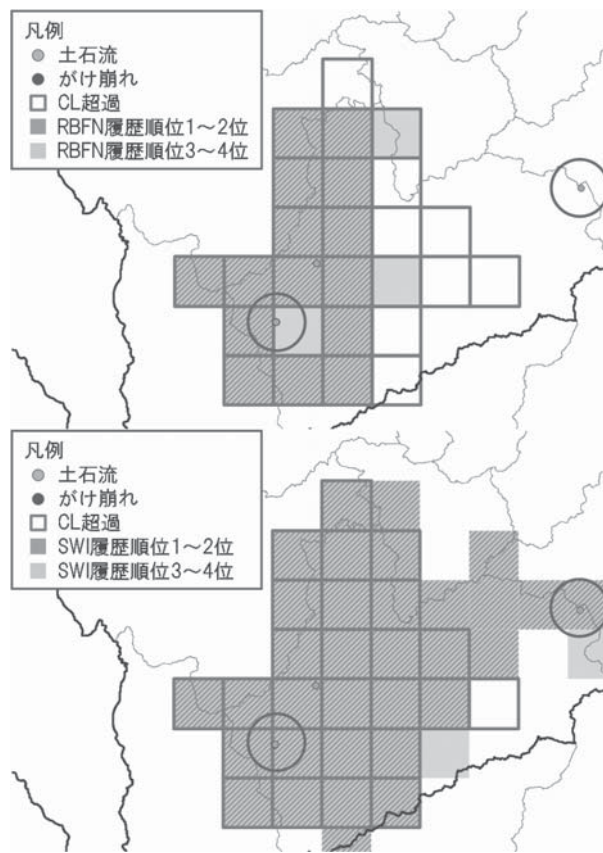 凡例
土石流
がけ崩れ
CL超過
RBFN履歴順位1～2位
RBFN履歴順位3～4位
凡例
土石流
がけ崩れ
CL超過
SWI履歴順位1～2位
SWI履歴順位3～4位